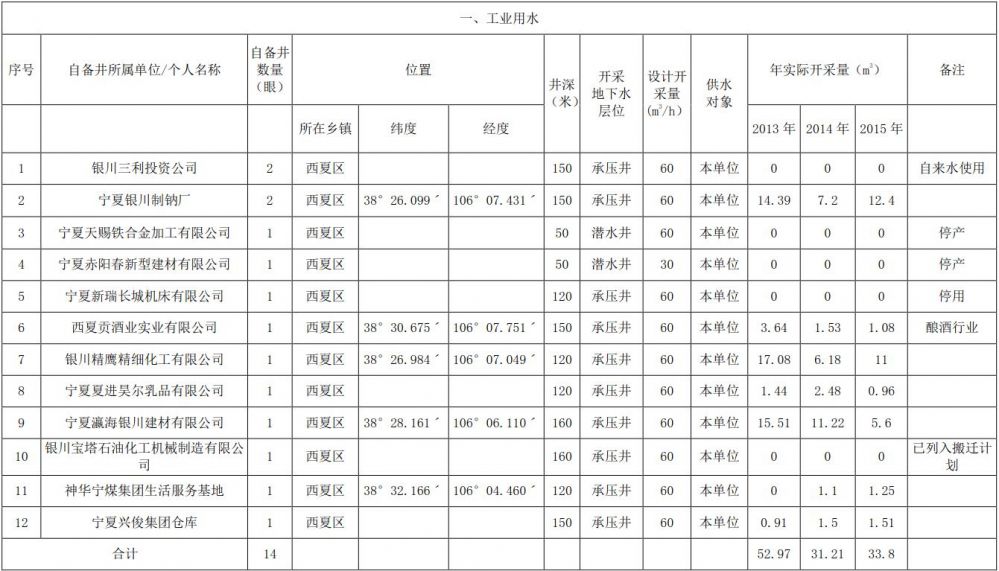 一、工业用水
序号 自备井所属单位/个人名称 自备井数量（眼） 位置 井深（米） 开采地下水层位 设计开采量(m³/h) 供水对象 年实际开采量（m³） 备注
所在乡镇 纬度 经度 2013 年 2014 年 2015 年
1 银川三利投资公司 2 西夏区 150 承压井 60 本单位 0 0 0 自来水使用
2 宁夏银川制钠厂 2 西夏区 38°26.099′ 106°07.431′ 150 承压井 60 本单位 14.39 7.2 12.4
3 宁夏天赐铁合金加工有限公司 1 西夏区 50 潜水井 60 本单位 0 0 0 停产
4 宁夏赤阳春新型建材有限公司 1 西夏区 50 潜水井 30 本单位 0 0 0 停产
5 宁夏新瑞长城机床有限公司 1 西夏区 120 承压井 60 本单位 0 0 0 停用
6 西夏贡酒业实业有限公司 1 西夏区 38°30.675′ 106°07.751′ 150 承压井 60 本单位 3.64 1.53 1.08 酿酒行业
7 银川精鹰精细化工有限公司 1 西夏区 38°26.984′ 106°07.049′ 120 承压井 60 本单位 17.08 6.18 11
8 宁夏夏进昊尔乳品有限公司 1 西夏区 120 承压井 60 本单位 1.44 2.48 0.96
9 宁夏瀛海银川建材有限公司 1 西夏区 38°28.161′ 106°06.110′ 160 承压井 60 本单位 15.51 11.22 5.6
10 银川宝塔石油化工机械制造有限公司 1 西夏区 160 承压井 60 本单位 0 0 0 已列入搬迁计划
11 神华宁煤集团生活服务基地 1 西夏区 38°32.166′ 106°04.460′ 120 承压井 60 本单位 0 1.1 1.25
12 宁夏兴俊集团仓库 1 西夏区 150 承压井 60 本单位 0.91 1.5 1.51
合计 14 52.97 31.21 33.8